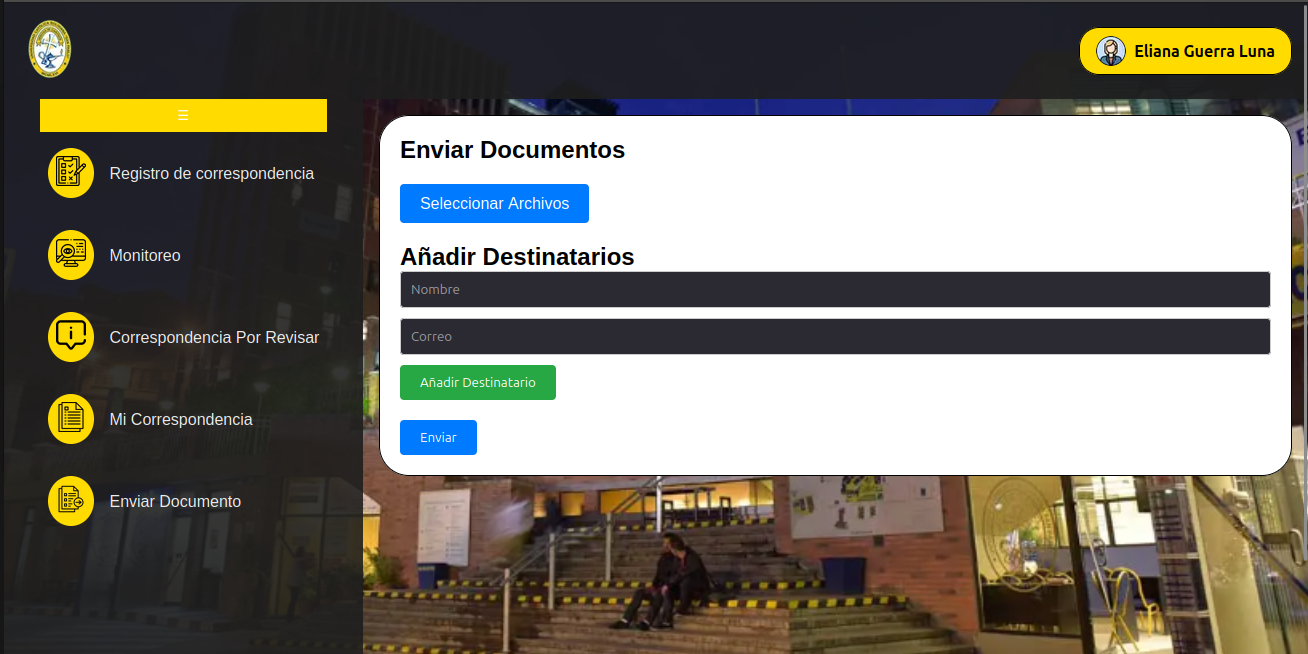 Eliana Guerra Luna
☰
Registro de correspondencia
Monitoreo
Correspondencia Por Revisar
Mi Correspondencia
Enviar Documento
Enviar Documentos
Seleccionar Archivos
Añadir Destinatarios
Nombre
Correo
Añadir Destinatario
Enviar